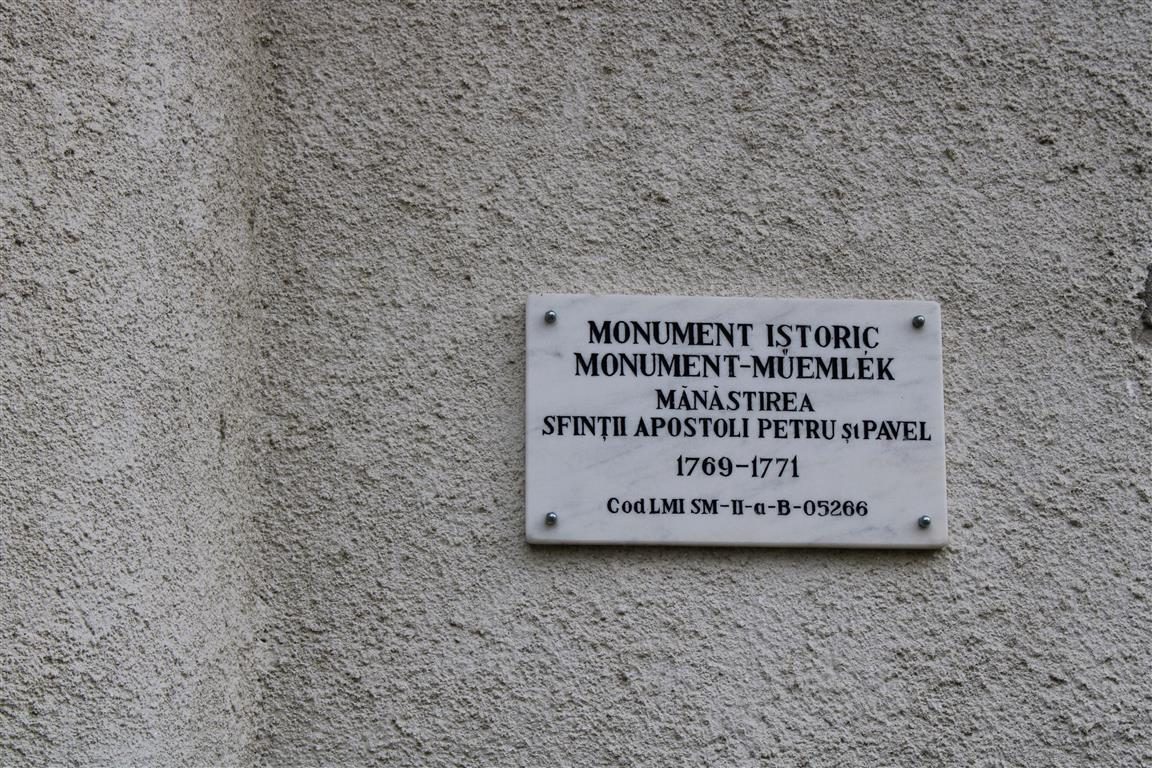 MONUMENT ISTORIC
MONUMENT-MŰEMLÉK
MĂNĂSTIREA
SFINȚII APOSTOLI PETRU și PAVEL
1769-1771
Cod LMI SM-II-a-B-05266